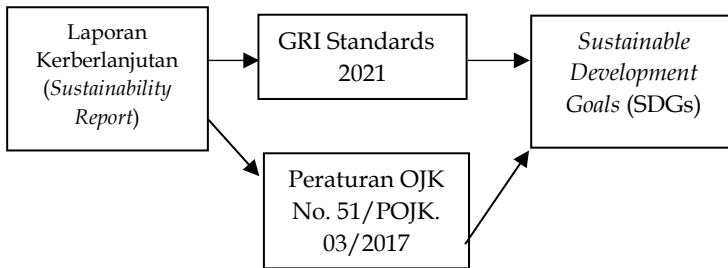 Laporan
Kerberlanjutan
(Sustainability
Report)
GRI Standards
2021
Sustainable
Development
Goals (SDGs)
Peraturan OJK
No. 51/POJK.
03/2017